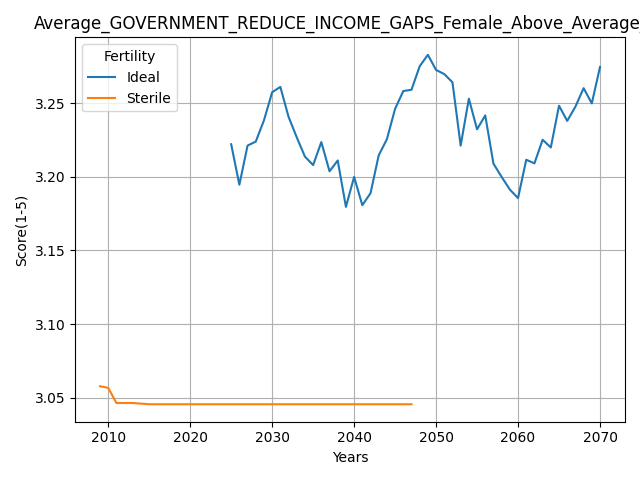 Average_GOVERNMENT_REDUCE_INCOME_GAPS_Female_Above_Average_
Fertility
Ideal
Sterile
Score(1-5)
3.25
3.20
3.15
3.10
3.05
2010 2020 2030 2040 2050 2060 2070
Years